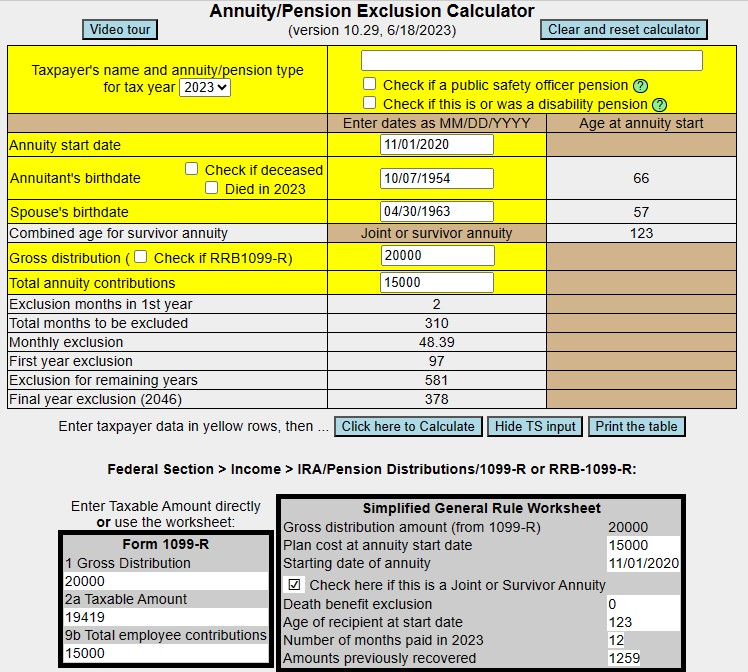 Annuity/Pension Exclusion Calculator
Video tour
(version 10.29, 6/18/2023)
Clear and reset calculator
Taxpayer's name and annuity/pension type
for tax year 2023
Check if a public safety officer pension ?
Check if this is or was a disability pension ?
Enter dates as MM/DD/YYYY Age at annuity start
Annuity start date 11/01/2020
Annuitant's birthdate Check if deceased
Died in 2023
10/07/1954 66
Spouse's birthdate 04/30/1963 57
Combined age for survivor annuity Joint or survivor annuity 123
Gross distribution ( Check if RRB1099-R) 20000
Total annuity contributions 15000
Exclusion months in 1st year 2
Total months to be excluded 310
Monthly exclusion 48.39
First year exclusion 97
Exclusion for remaining years 581
Final year exclusion (2046) 378
Enter taxpayer data in yellow rows, then ... Click here to Calculate Hide TS input Print the table
Federal Section > Income > IRA/Pension Distributions/1099-R or RRB-1099-R:
Enter Taxable Amount directly
or use the worksheet:
Form 1099-R
1 Gross Distribution
20000
2a Taxable Amount
19419
9b Total employee contributions
15000
Simplified General Rule Worksheet
Gross distribution amount (from 1099-R) 20000
Plan cost at annuity start date 15000
Starting date of annuity 11/01/2020
Check here if this is a Joint or Survivor Annuity
Death benefit exclusion 0
Age of recipient at start date 123
Number of months paid in 2023 12
Amounts previously recovered 1259